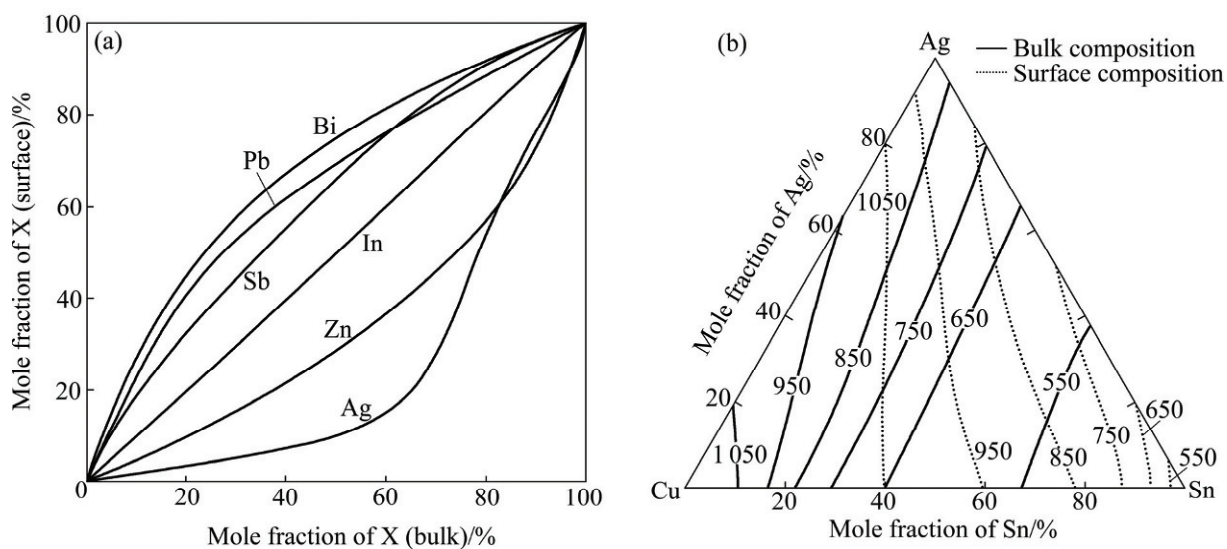 (a)
Mole fraction of X (surface)/%
100
80
60
40
20
0
Bi
Pb
Sb
In
Zn
Ag
0
20
40
60
80
100
Mole fraction of X (bulk)/%
(b)
Ag
Bulk composition
Surface composition
Mole fraction of Ag/%
80
60
40
20
1050
850
750
650
950
1 050
550
950
850
750
650
550
Cu
20
40
60
80
Sn
Mole fraction of Sn/%